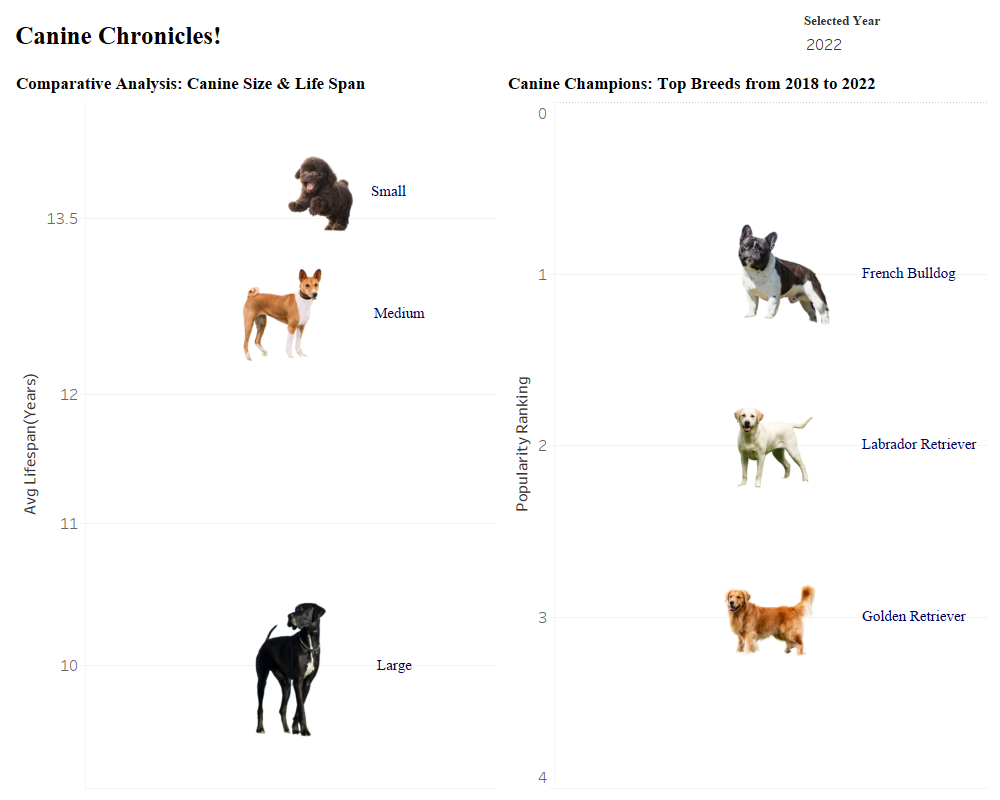 Canine Chronicles!
Selected Year
2022
Comparative Analysis: Canine Size & Life Span
Avg Lifespan(Years)
13.5
12
11
10
Small
Medium
Large
Canine Champions: Top Breeds from 2018 to 2022
Popularity Ranking
0
1
2
3
4
French Bulldog
Labrador Retriever
Golden Retriever